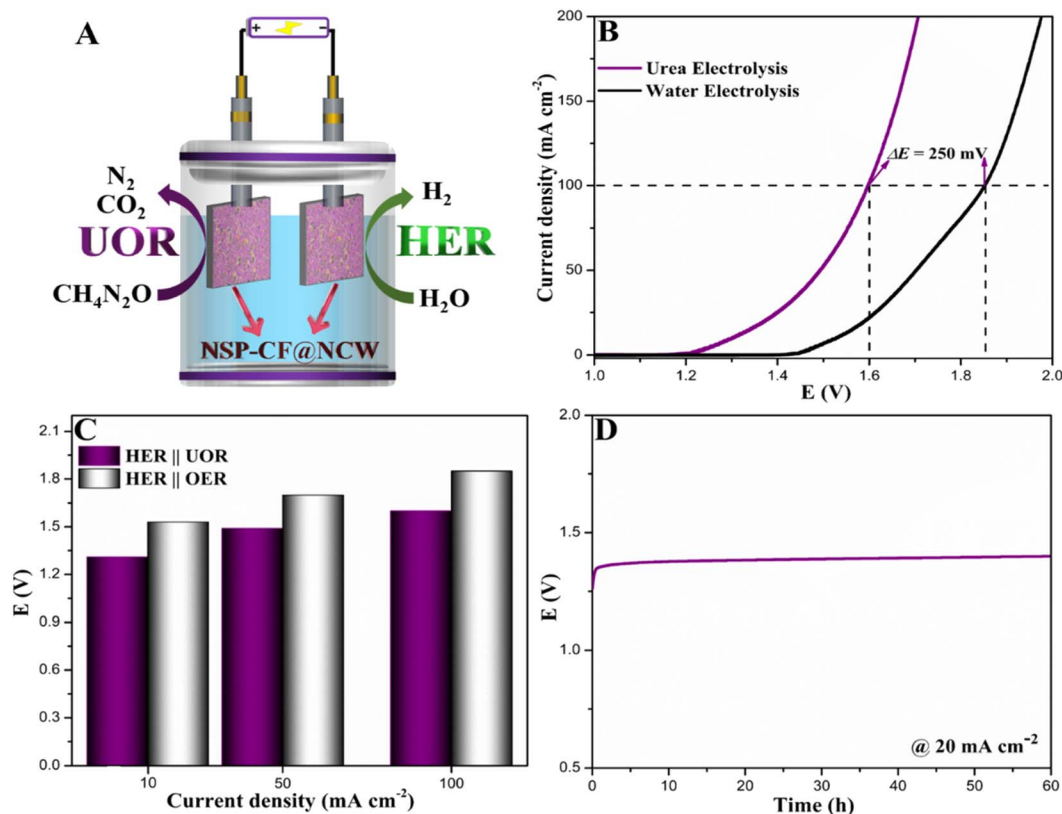 A
+ −
N₂
CO₂
UOR
CH₄N₂O
H₂
HER
H₂O
NSP-CF@NCW
B
Urea Electrolysis
Water Electrolysis
ΔE = 250 mV
Current density (mA cm⁻²)
200
150
100
50
0
1.0 1.2 1.4 1.6 1.8 2.0
E (V)
C
HER || UOR
HER || OER
E (V)
2.1
1.8
1.5
1.2
0.9
0.6
0.3
0.0
10 50 100
Current density (mA cm⁻²)
D
E (V)
2.0
1.5
1.0
0.5
@ 20 mA cm⁻²
0 10 20 30 40 50 60
Time (h)